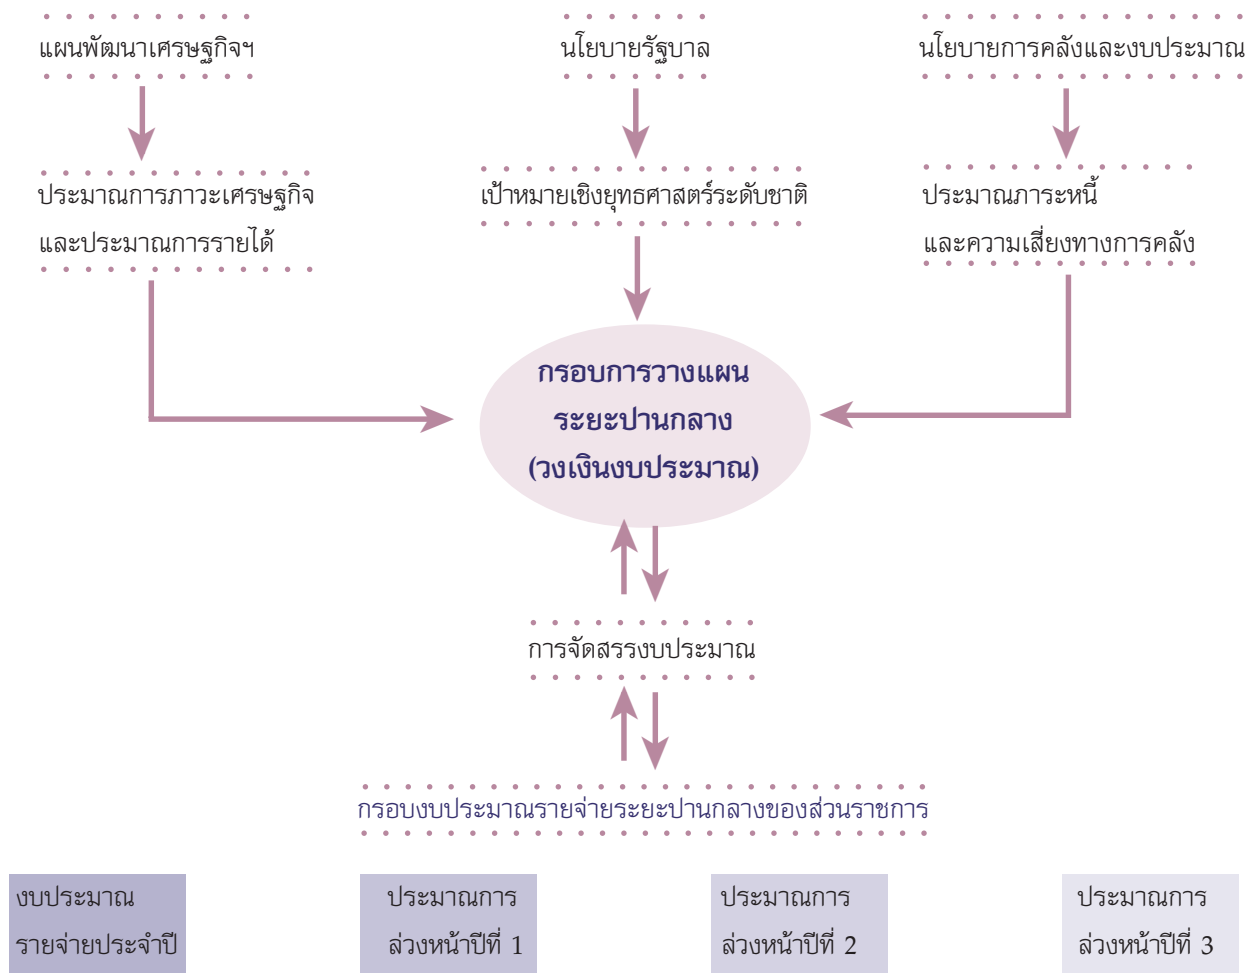 แผนพัฒนาเศรษฐกิจฯ
นโยบายรัฐบาล
นโยบายการคลังและงบประมาณ
ประมาณการภาวะเศรษฐกิจ
และประมาณการรายได้
เป้าหมายเชิงยุทธศาสตร์ระดับชาติ
ประมาณภาระหนี้
และความเสี่ยงทางการคลัง
กรอบการวางแผน
ระยะปานกลาง
(วงเงินงบประมาณ)
การจัดสรรงบประมาณ
กรอบงบประมาณรายจ่ายระยะปานกลางของส่วนราชการ
งบประมาณ
รายจ่ายประจำปี
ประมาณการ
ล่วงหน้าปีที่ 1
ประมาณการ
ล่วงหน้าปีที่ 2
ประมาณการ
ล่วงหน้าปีที่ 3